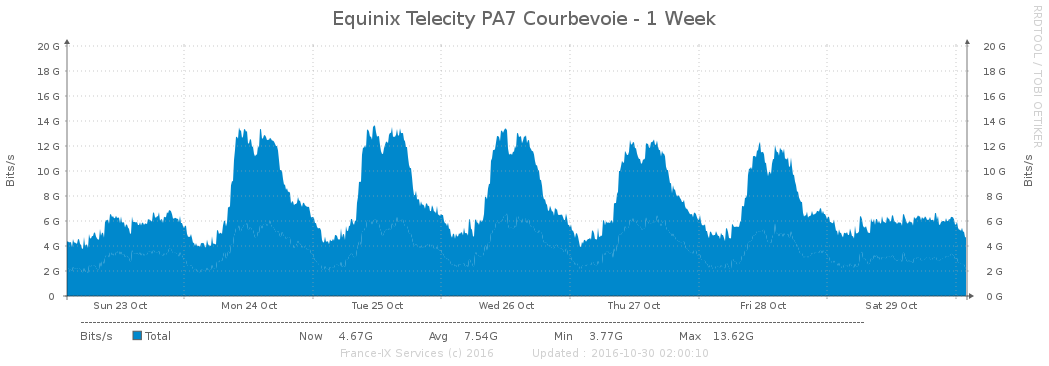 Equinix Telecity PA7 Courbevoie - 1 Week
RRDTOOL / TOBI OETIKER
Bits/s
20 G
18 G
16 G
14 G
12 G
10 G
8 G
6 G
4 G
2 G
0
20 G
18 G
16 G
14 G
12 G
10 G
8 G
6 G
4 G
2 G
0 G
Bits/s
Sun 23 Oct Mon 24 Oct Tue 25 Oct Wed 26 Oct Thu 27 Oct Fri 28 Oct Sat 29 Oct
Bits/s Total Now 4.67G Avg 7.54G Min 3.77G Max 13.62G
France-IX Services (c) 2016 Updated : 2016-10-30 02:00:10